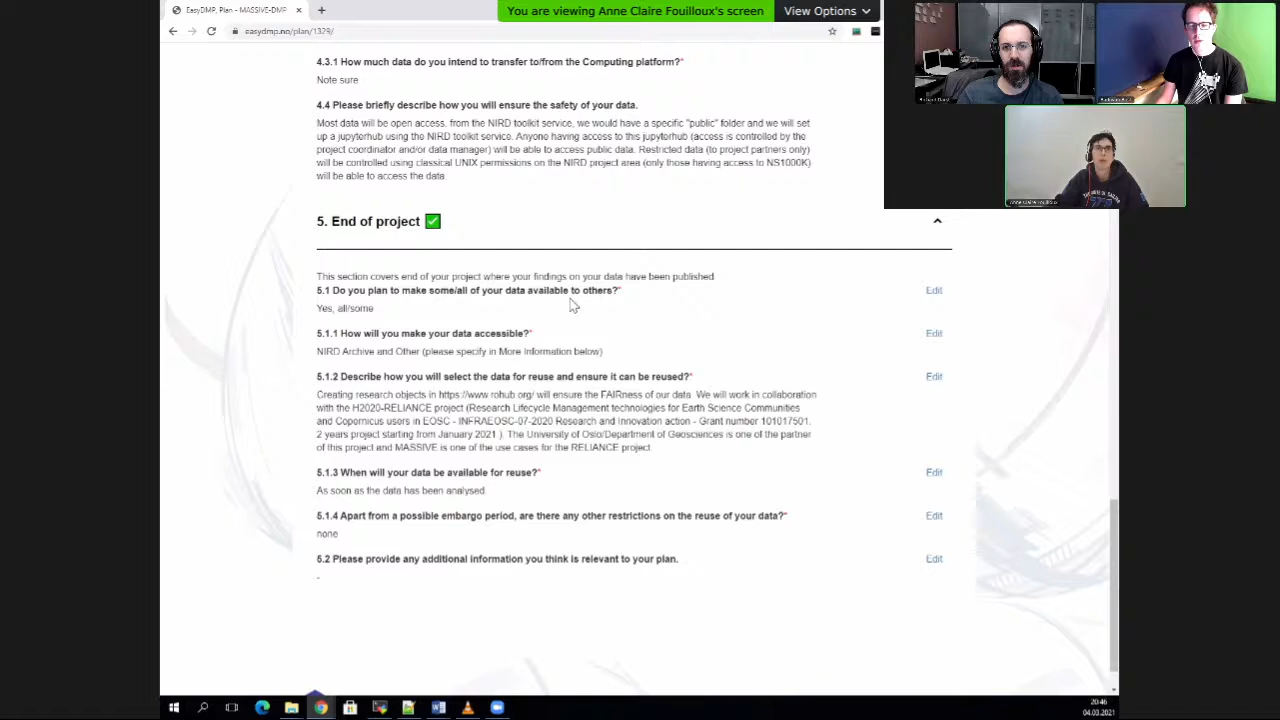 EasyDMP, Plan - MASSIVE-DMP
You are viewing Anne Claire Fouilloux's screen
View Options
easydmp.no/plan/1329/
4.3.1 How much data do you intend to transfer to/from the Computing platform?*
Note sure
4.4 Please briefly describe how you will ensure the safety of your data.
Most data will be open access, from the NIRD toolkit service, we would have a specific "public" folder and we will set
up a jupyterhub using the NIRD toolkit service. Anyone having access to this jupyterhub (access is controlled by the
project coordinator and/or data manager) will be able to access public data. Restricted data (to project partners only)
will be controlled using classical UNIX permissions on the NIRD project area (only those having access to NS1000K)
will be able to access the data.
Anne Claire Fouilloux
5. End of project
This section covers end of your project where your findings on your data have been published
5.1 Do you plan to make some/all of your data available to others?*
Edit
Yes, all/some
5.1.1 How will you make your data accessible?*
Edit
NIRD Archive and Other (please specify in More Information below)
5.1.2 Describe how you will select the data for reuse and ensure it can be reused?*
Edit
Creating research objects in https://www.rohub.org/ will ensure the FAIRness of our data. We will work in collaboration
with the H2020-RELIANCE project (Research Lifecycle Management technologies for Earth Science Communities
and Copernicus users in EOSC - INFRAEOSC-07-2020 Research and Innovation action - Grant number 101017501.
2 years project starting from January 2021 ). The University of Oslo/Department of Geosciences is one of the partner
of this project and MASSIVE is one of the use cases for the RELIANCE project.
5.1.3 When will your data be available for reuse?*
Edit
As soon as the data has been analysed.
5.1.4 Apart from a possible embargo period, are there any other restrictions on the reuse of your data?*
Edit
none
5.2 Please provide any additional information you think is relevant to your plan.
Edit
-
20:46
04.03.2021